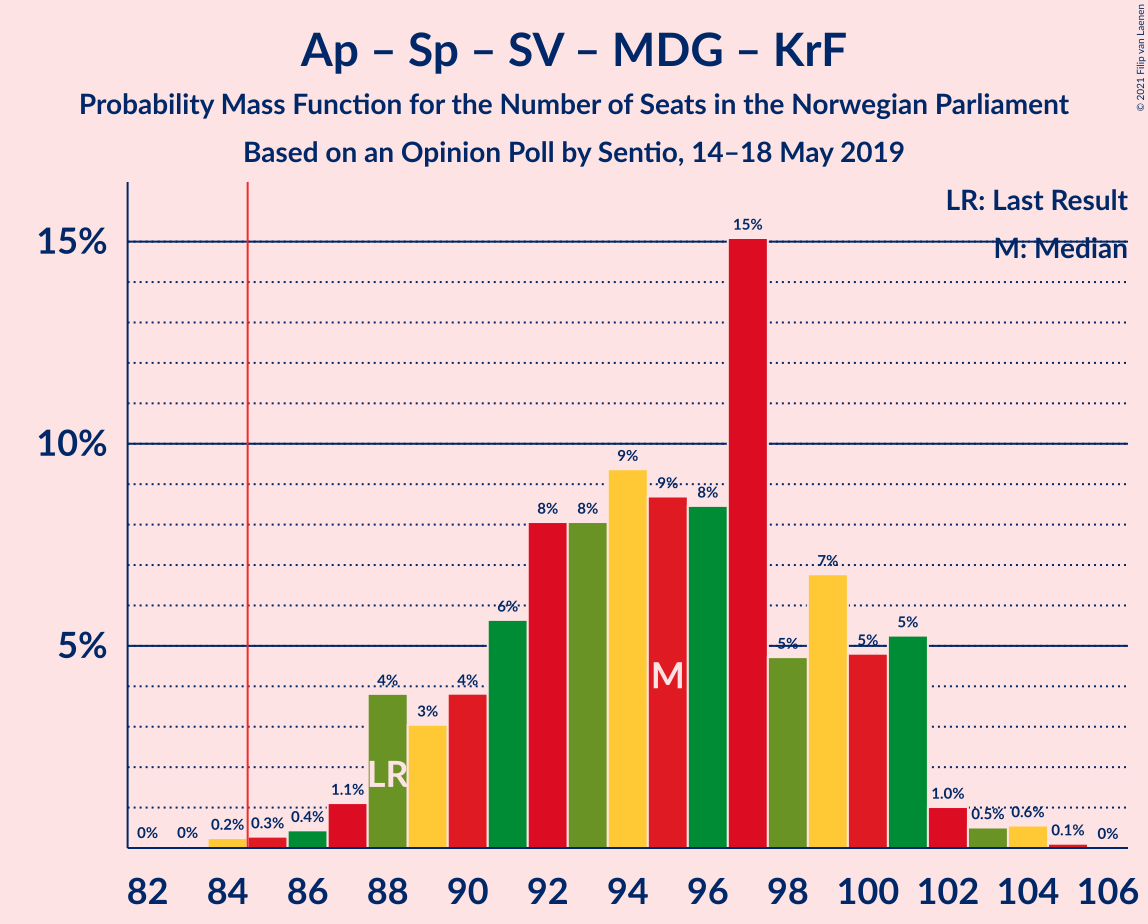 Ap – Sp – SV – MDG – KrF
Probability Mass Function for the Number of Seats in the Norwegian Parliament
Based on an Opinion Poll by Sentio, 14–18 May 2019
© 2021 Filip van Laenen
LR: Last Result
M: Median
15%
10%
5%
0% 0% 0.2% 0.3% 0.4% 1.1% 4% 3% 4% 6% 8% 8% 9% 9% 8% 15% 5% 7% 5% 5% 1.0% 0.5% 0.6% 0.1% 0%
LR
M
82 84 86 88 90 92 94 96 98 100 102 104 106